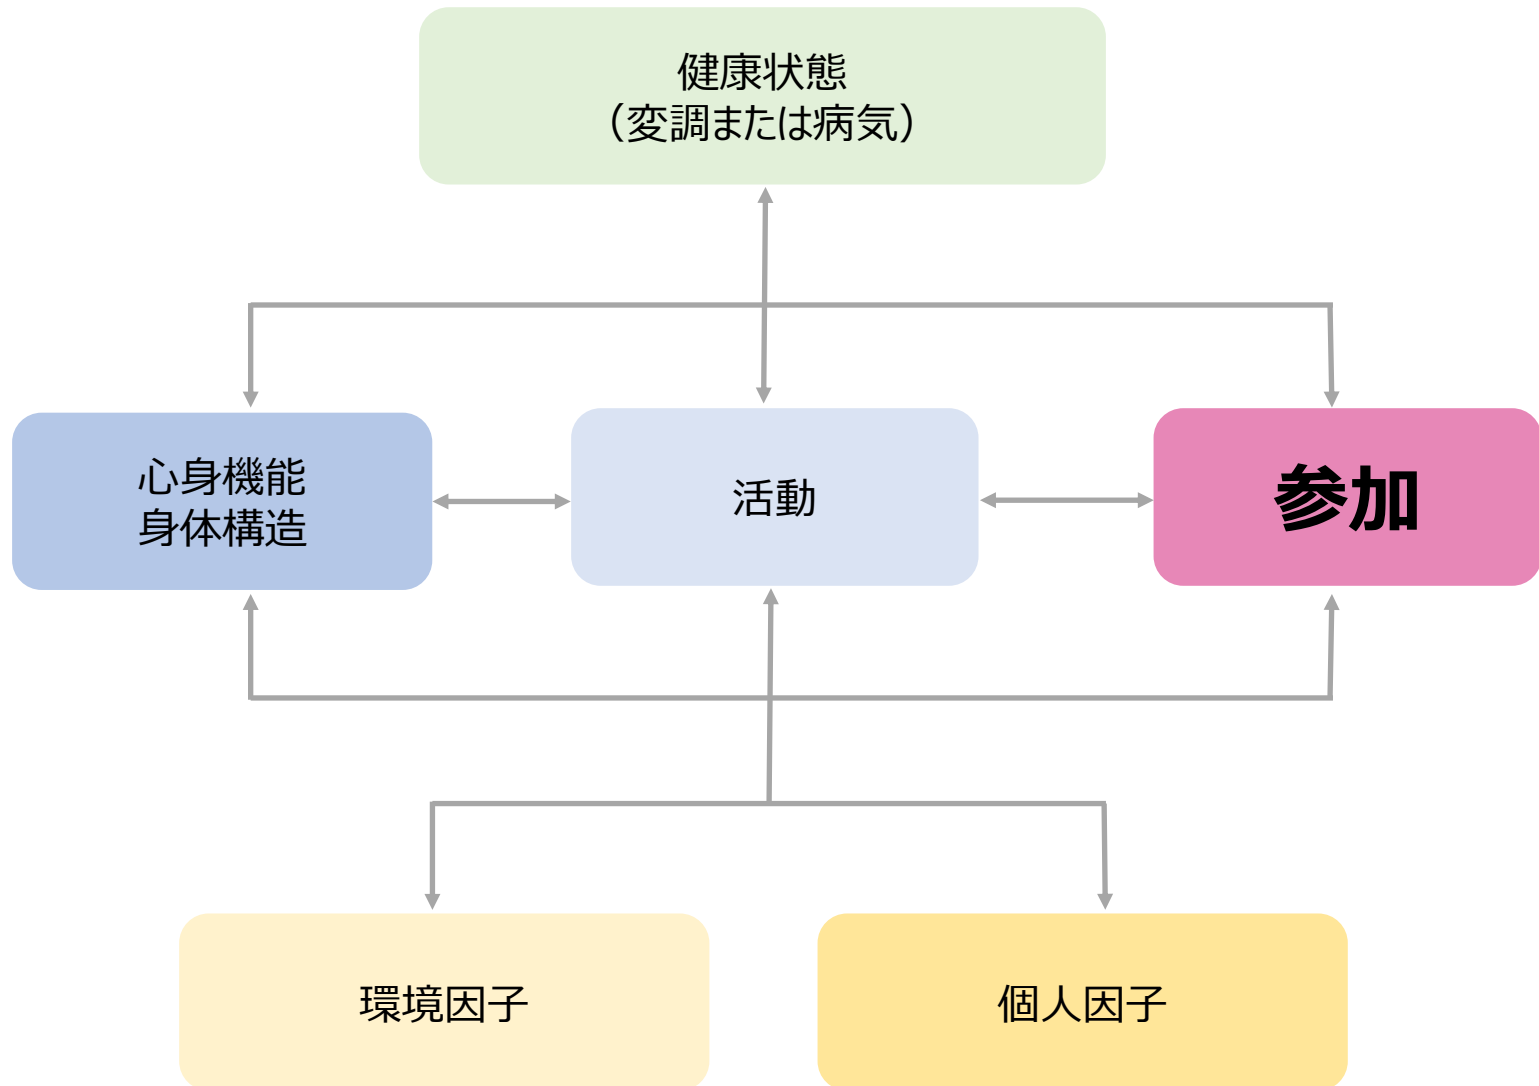 健康状態
（変調または病気）
心身機能
身体構造
活動
参加
環境因子
個人因子